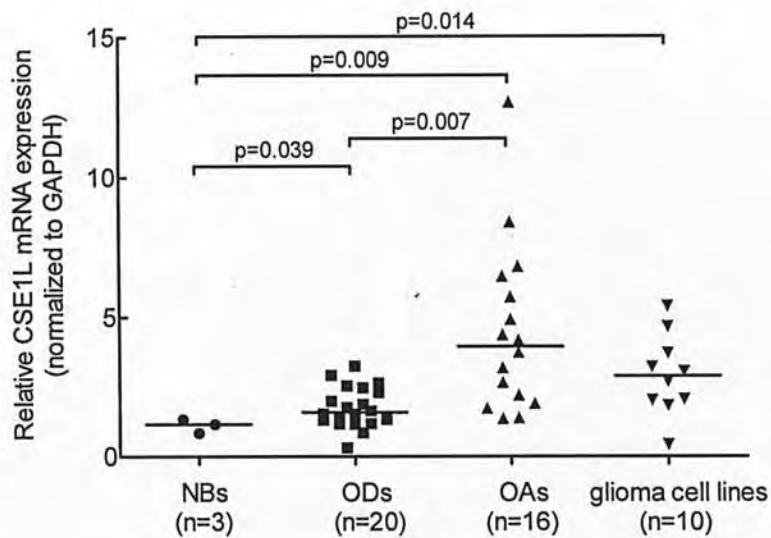 15
p=0.014
p=0.009
p=0.007
p=0.039
10
5
0
Relative CSE1L mRNA expression
(normalized to GAPDH)
NBs
(n=3)
ODs
(n=20)
OAs
(n=16)
glioma cell lines
(n=10)